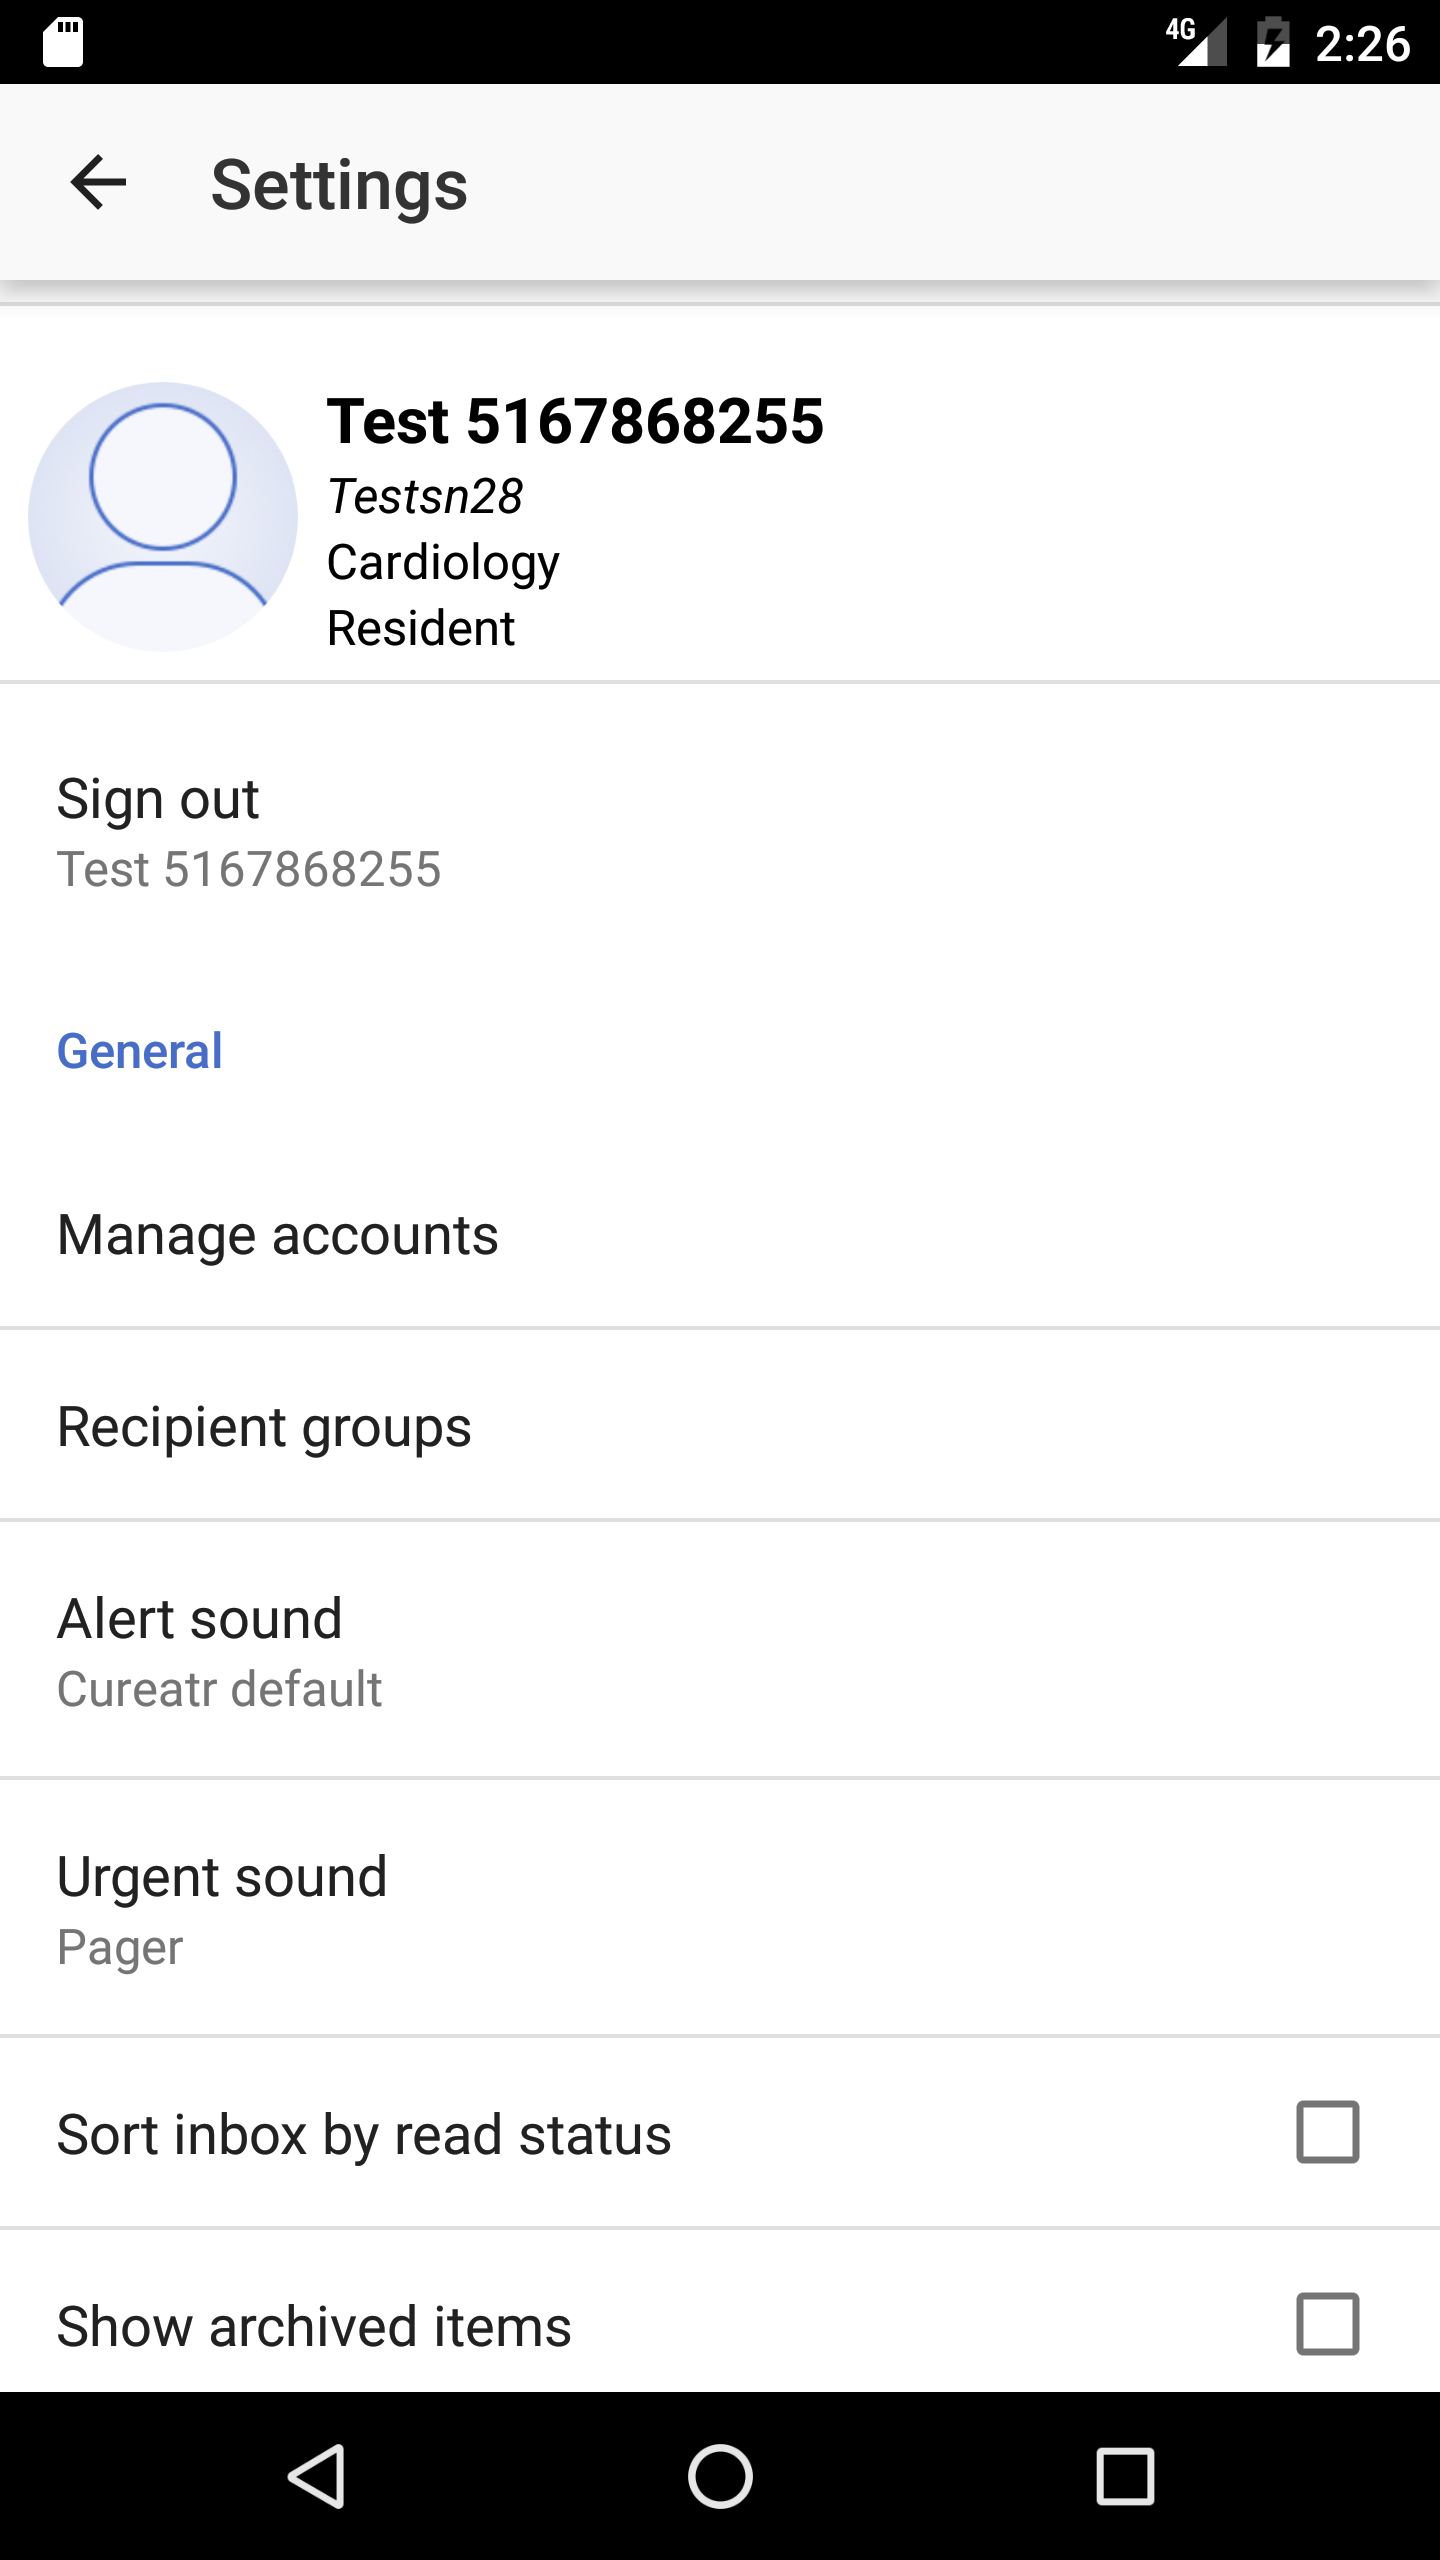 4G 2:26
Settings
Test 5167868255
Testsn28
Cardiology
Resident
Sign out
Test 5167868255
General
Manage accounts
Recipient groups
Alert sound
Cureatr default
Urgent sound
Pager
Sort inbox by read status
Show archived items